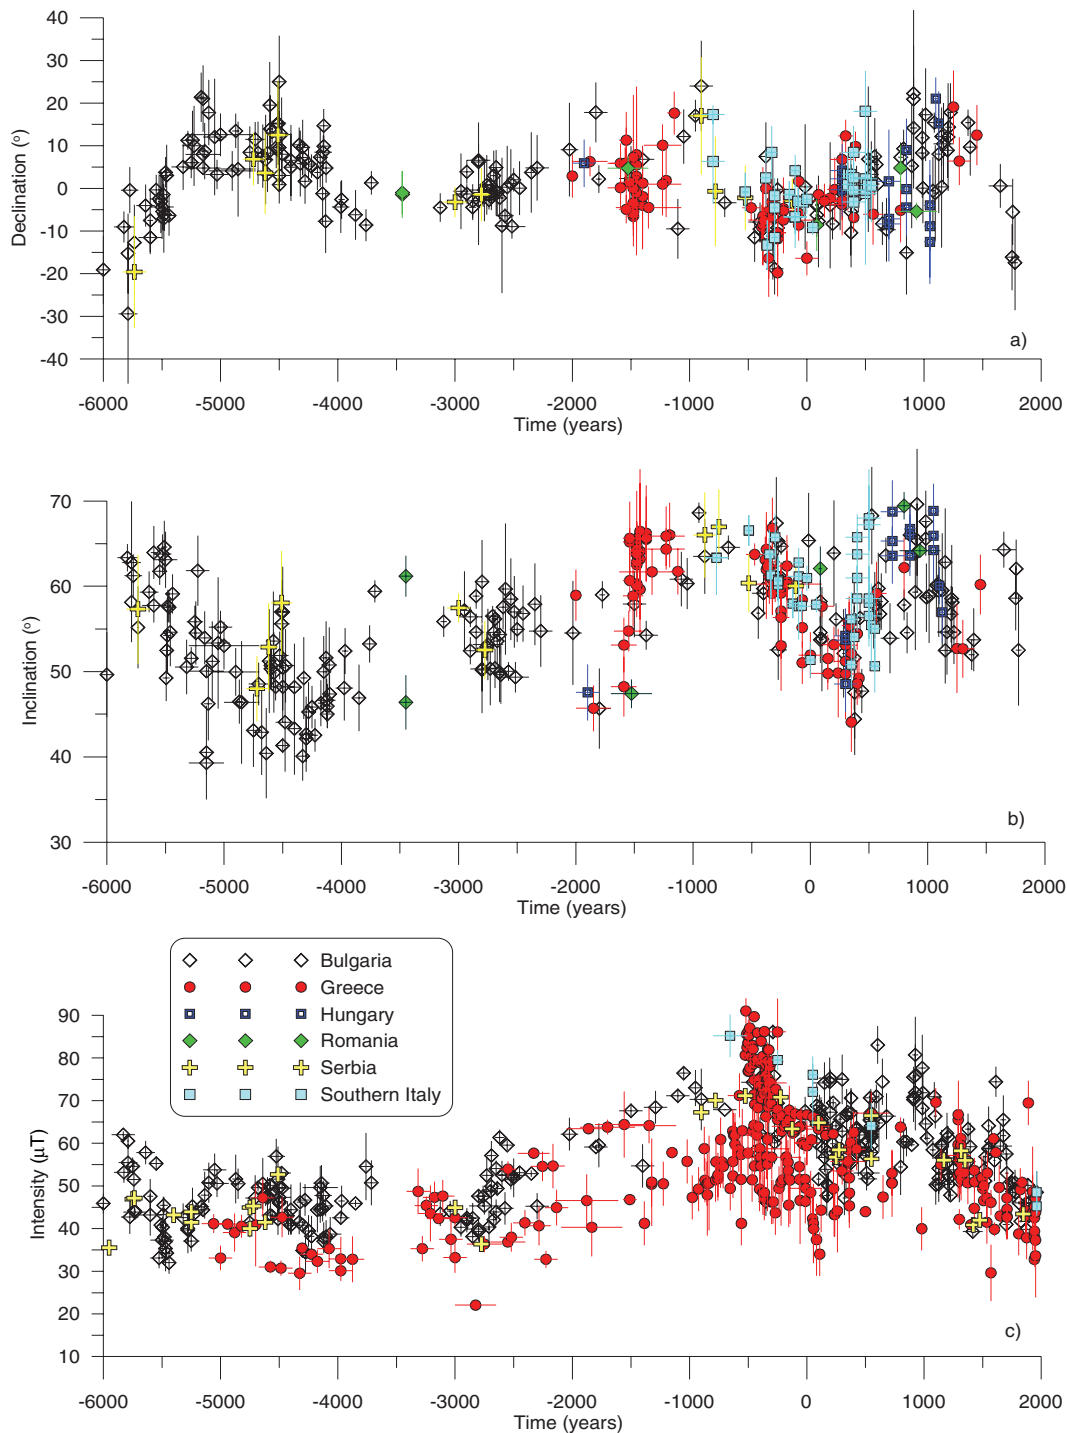 40
30
20
10
0
-10
-20
-30
-40
Declination (°)
a)
-6000 -5000 -4000 -3000 -2000 -1000 0 1000 2000
Time (years)
70
60
50
40
30
Inclination (°)
b)
-6000 -5000 -4000 -3000 -2000 -1000 0 1000 2000
Time (years)
Bulgaria
Greece
Hungary
Romania
Serbia
Southern Italy
90
80
70
60
50
40
30
20
10
Intensity (µT)
c)
-6000 -5000 -4000 -3000 -2000 -1000 0 1000 2000
Time (years)